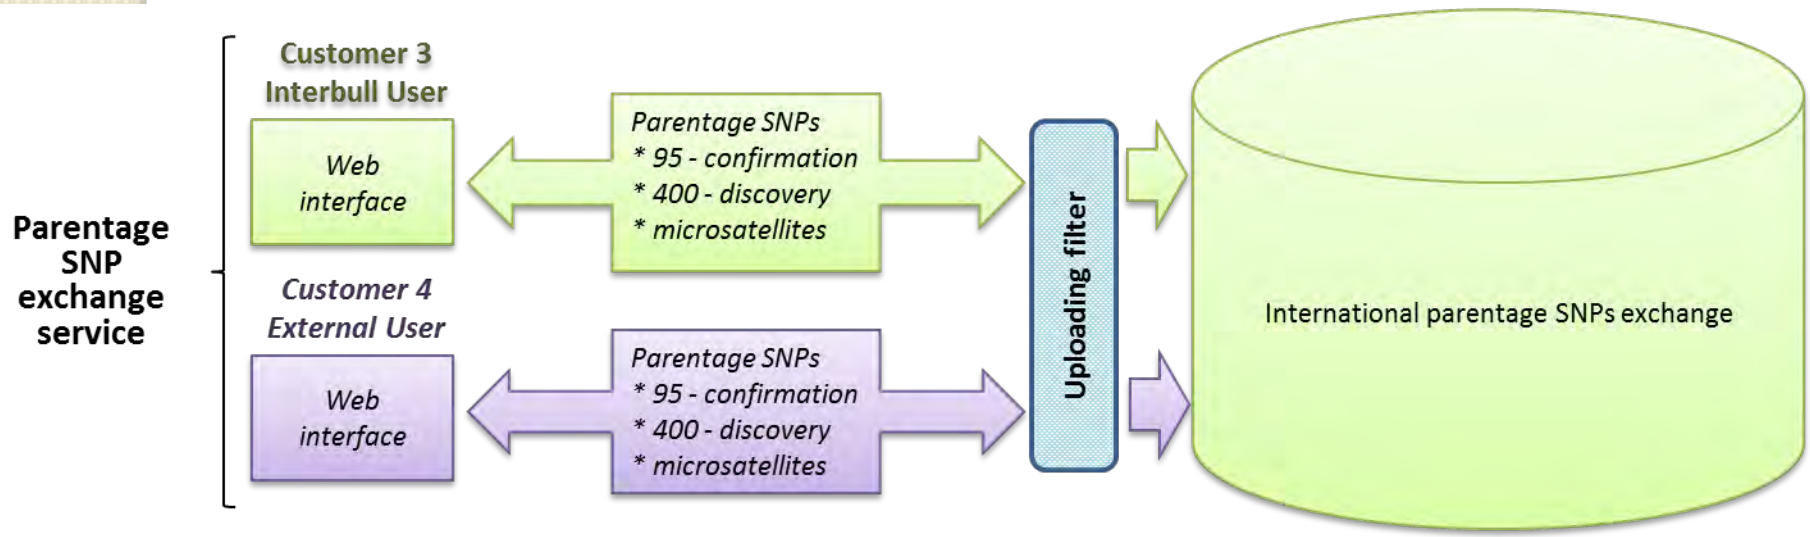 Parentage
SNP
exchange
service
Customer 3
Interbull User
Web
interface
Parentage SNPs
* 95 - confirmation
* 400 - discovery
* microsatellites
Customer 4
External User
Web
interface
Parentage SNPs
* 95 - confirmation
* 400 - discovery
* microsatellites
Uploading filter
International parentage SNPs exchange